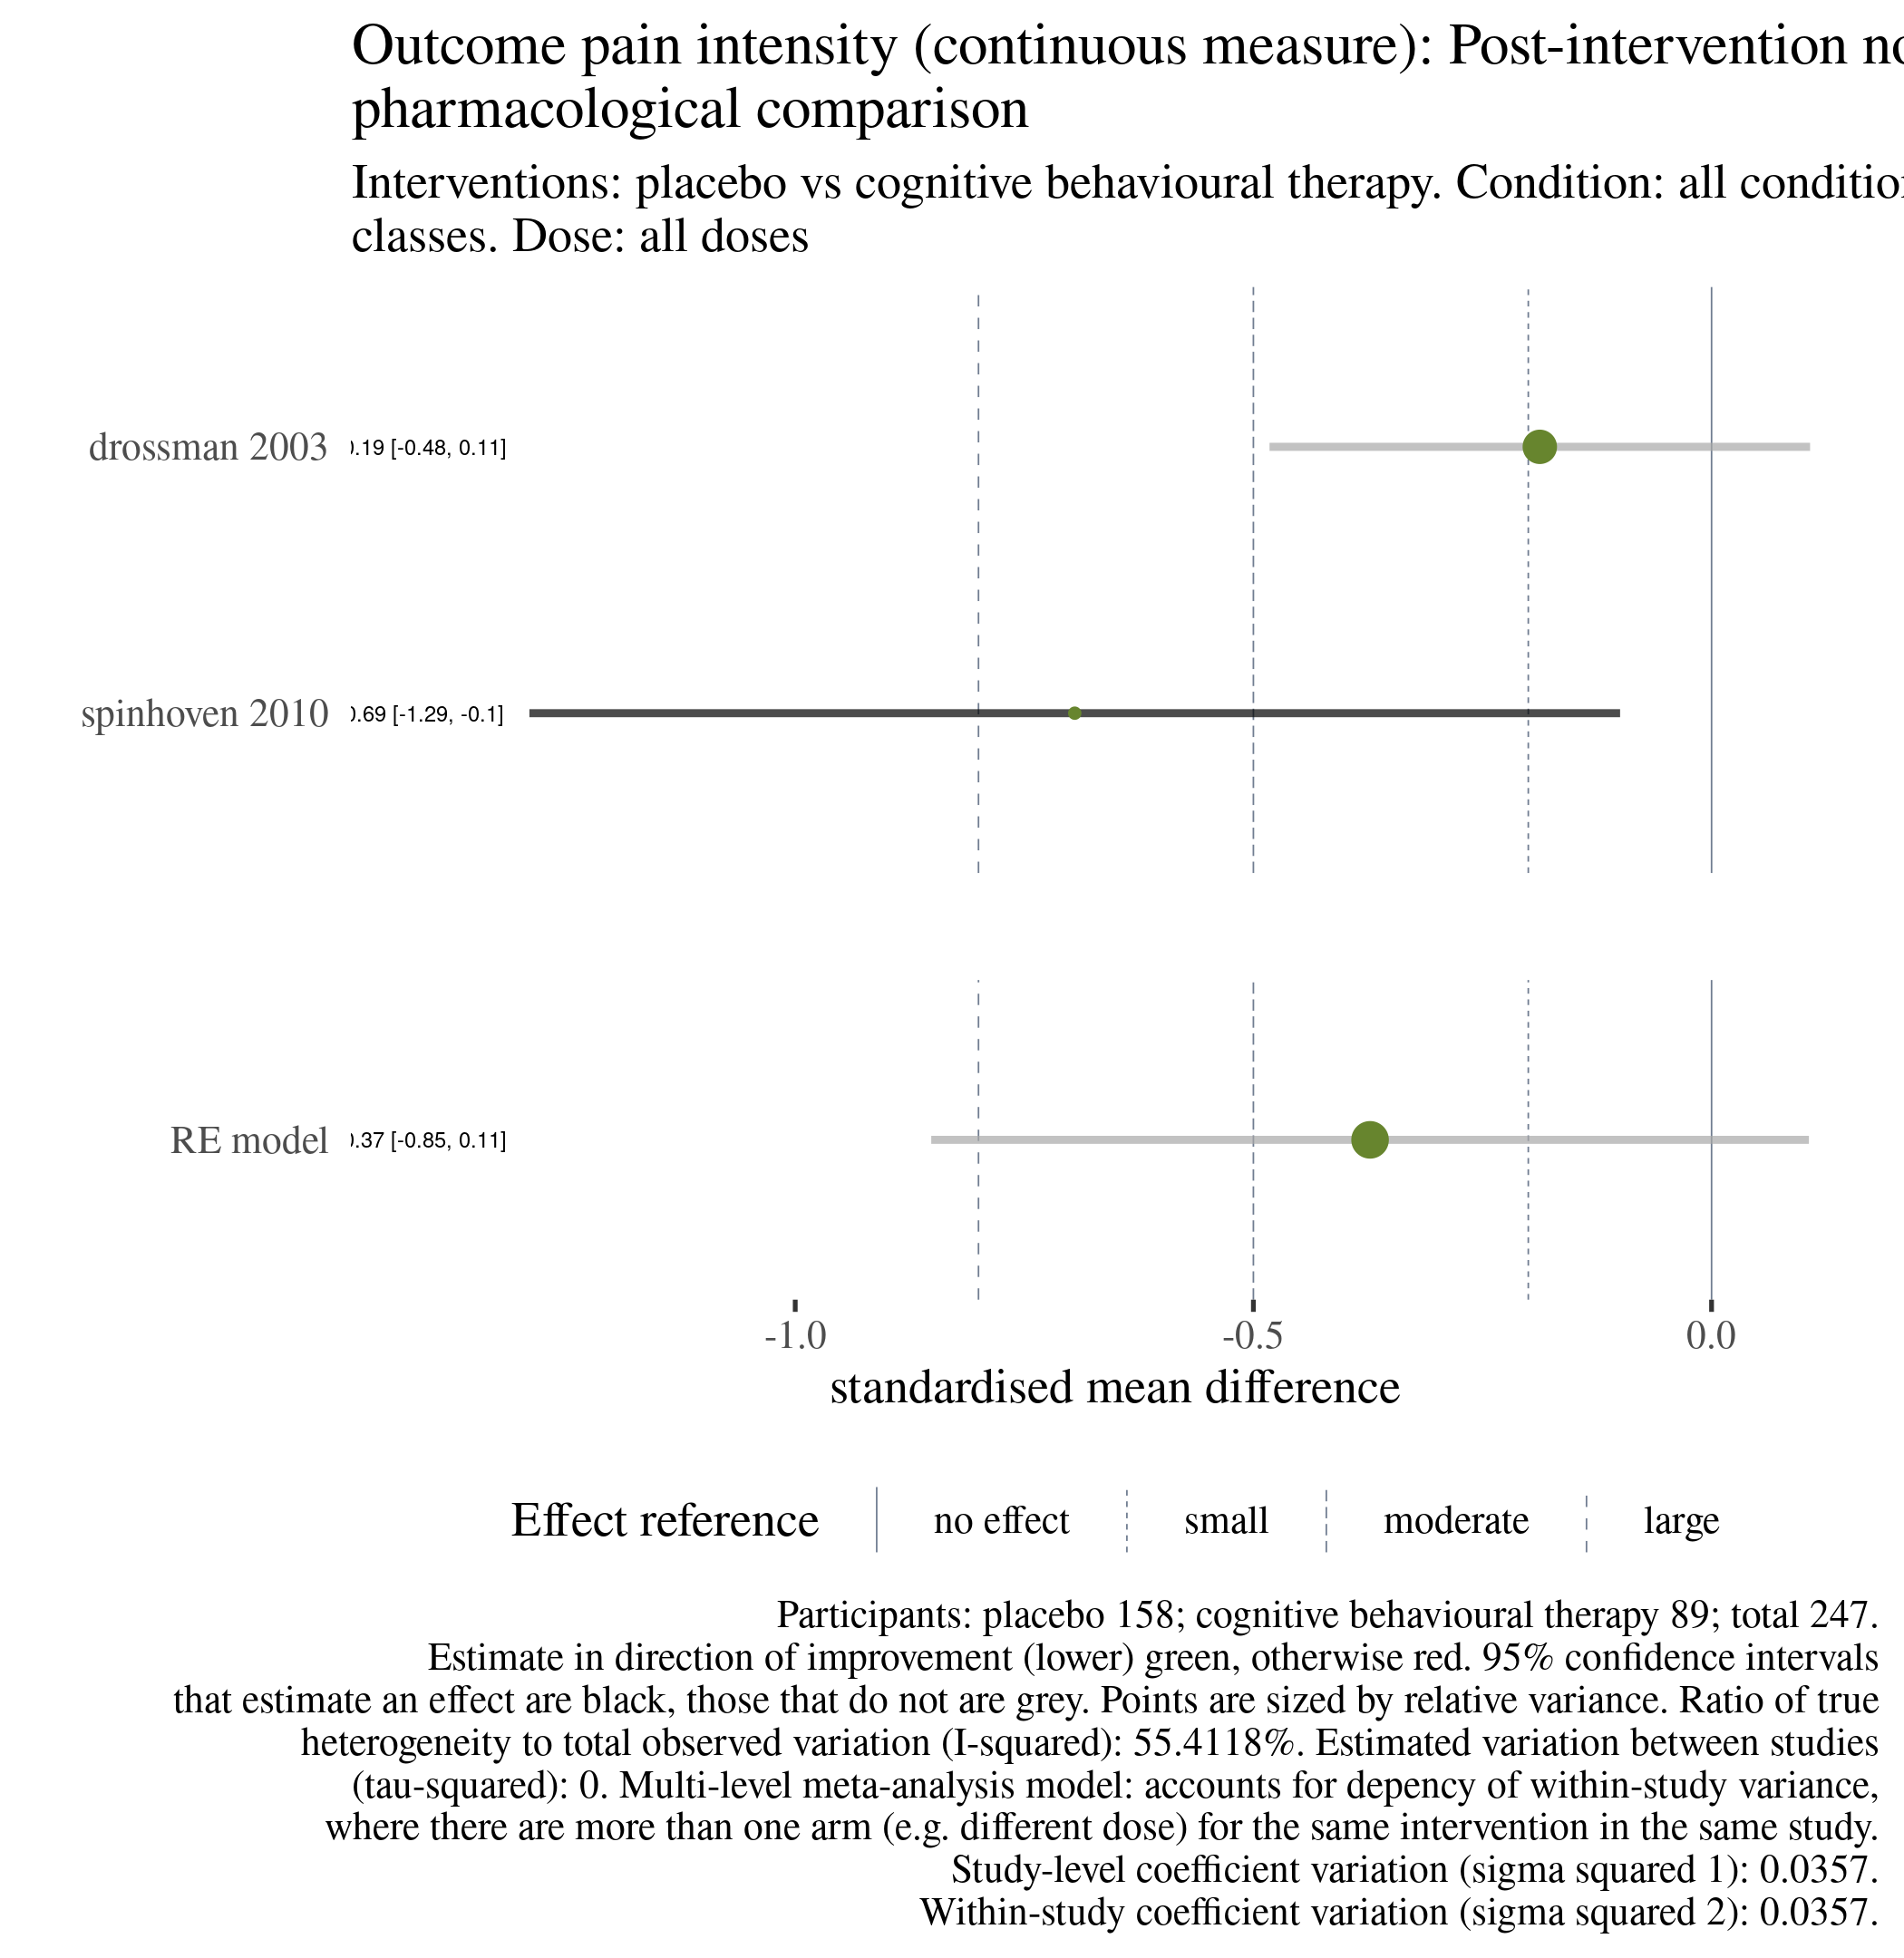 Outcome pain intensity (continuous measure): Post-intervention
pharmacological comparison
Interventions: placebo vs cognitive behavioural therapy. Condition: all
classes. Dose: all doses
drossman 2003 .19 [-0.48, 0.11]
spinhoven 2010 .69 [-1.29, -0.1]
RE model .37 [-0.85, 0.11]
-1.0 -0.5 0.0
standardised mean difference
Effect reference no effect small moderate large
Participants: placebo 158; cognitive behavioural therapy 89; total 247.
Estimate in direction of improvement (lower) green, otherwise red. 95% confidence intervals
that estimate an effect are black, those that do not are grey. Points are sized by relative variance. Ratio of true
heterogeneity to total observed variation (I-squared): 55.4118%. Estimated variation between studies
(tau-squared): 0. Multi-level meta-analysis model: accounts for depency of within-study variance,
where there are more than one arm (e.g. different dose) for the same intervention in the same study.
Study-level coefficient variation (sigma squared 1): 0.0357.
Within-study coefficient variation (sigma squared 2): 0.0357.